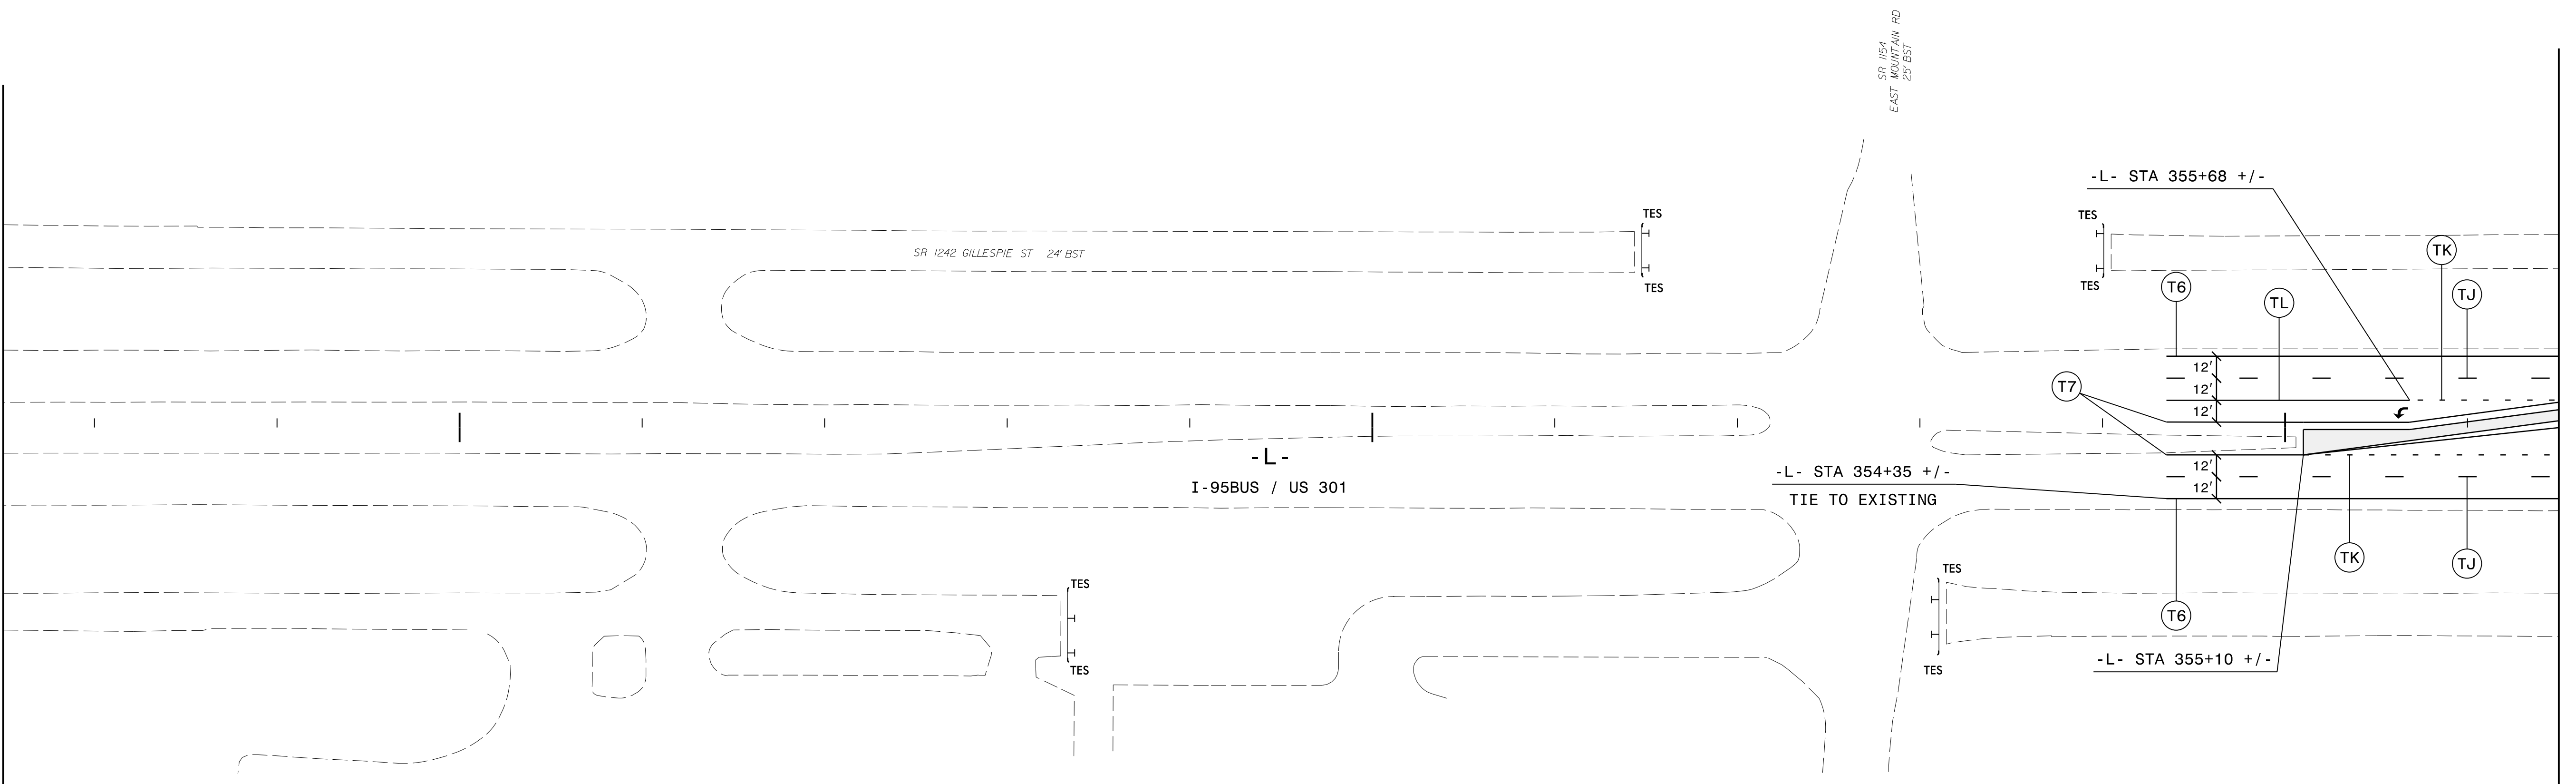 SR 1154
EAST MOUNTAIN RD
25' BST
-L- STA 355+68 +/-
TES
TES
TES
TES
SR 1242 GILLESPIE ST 24' BST
TK
T6
TL
TJ
12'
12'
12'
T7
-L-
I-95BUS / US 301
-L- STA 354+35 +/-
TIE TO EXISTING
12'
12'
TK
TJ
TES
TES
TES
TES
T6
-L- STA 355+10 +/-